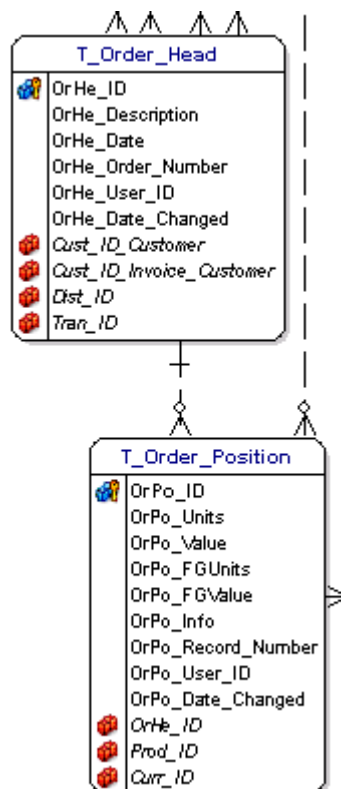 T_Order_Head
OrHe_ID
OrHe_Description
OrHe_Date
OrHe_Order_Number
OrHe_User_ID
OrHe_Date_Changed
Cust_ID_Customer
Cust_ID_Invoice_Customer
Dist_ID
Tran_ID
T_Order_Position
OrPo_ID
OrPo_Units
OrPo_Value
OrPo_FGUnits
OrPo_FGValue
OrPo_Info
OrPo_Record_Number
OrPo_User_ID
OrPo_Date_Changed
OrHe_ID
Prod_ID
Curr_ID